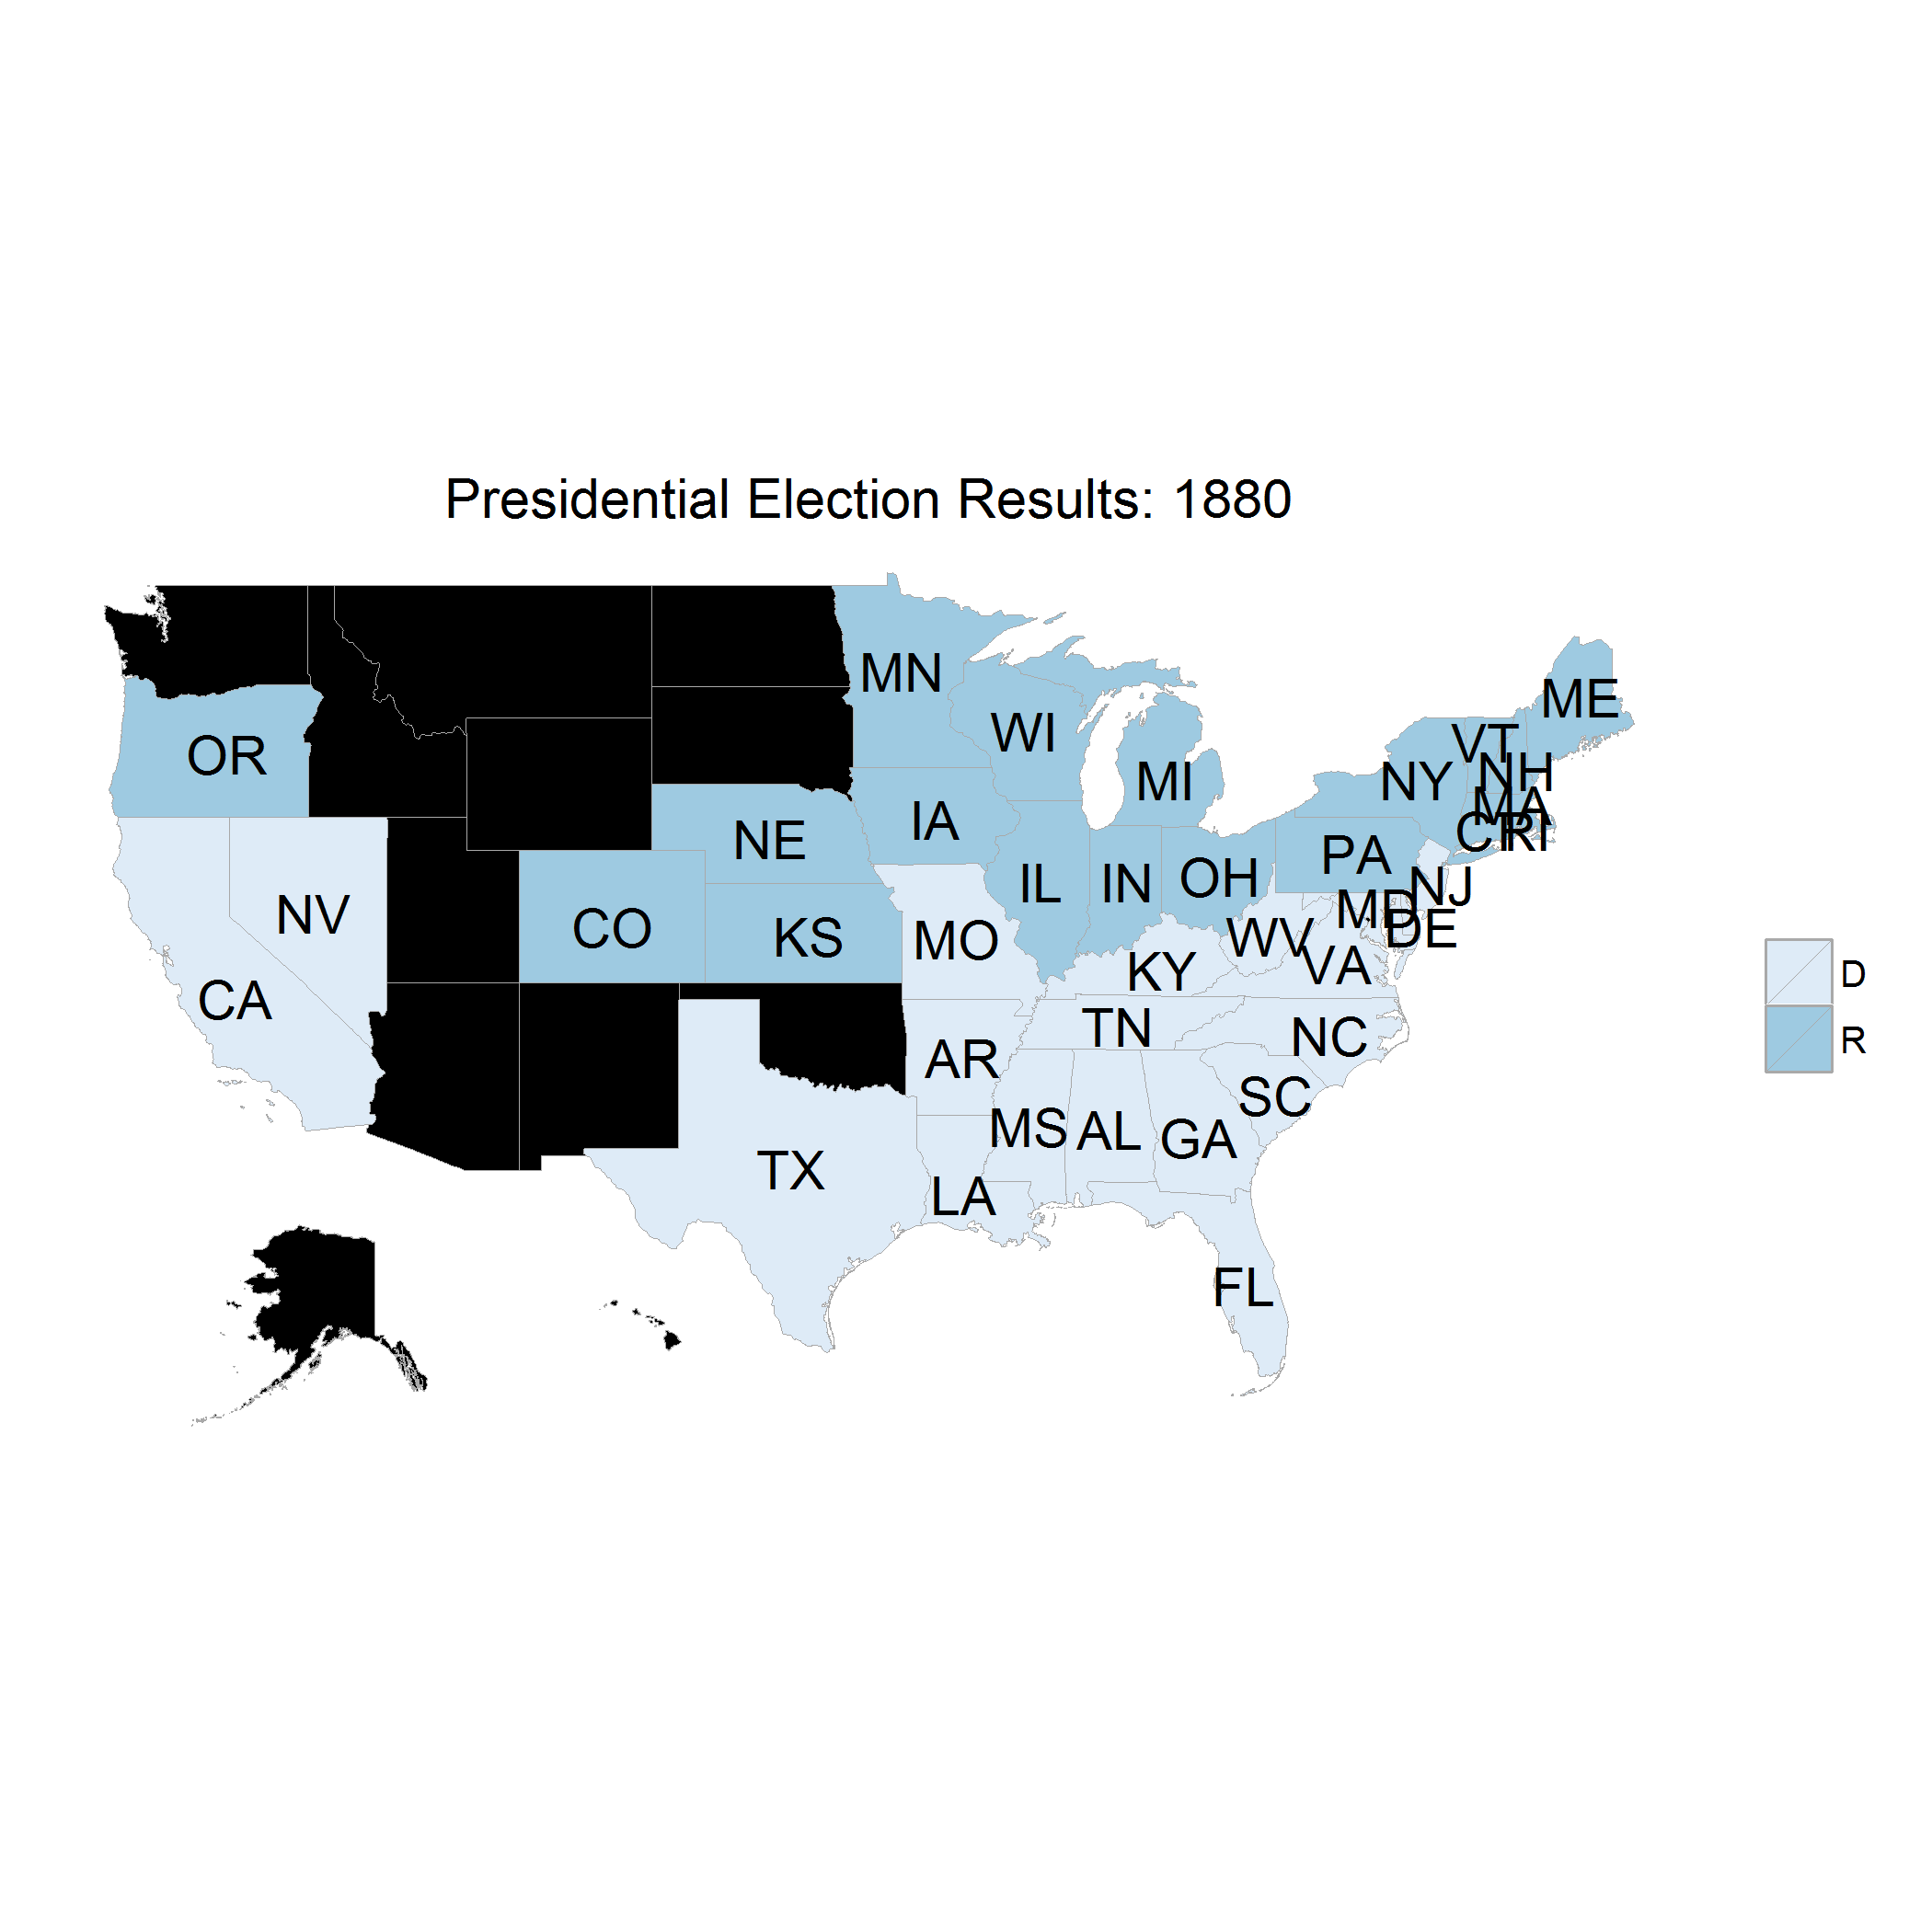 Presidential Election Results: 1880
MN
ME
WI
OR
VT
NH
NY
MI
MA
IA
CT
RI
NE
PA
OH
IL
IN
NJ
MD
NV
CO
KS
MO
WV
DE
VA
KY
D
CA
TN
NC
R
AR
SC
MS
AL
GA
TX
LA
FL